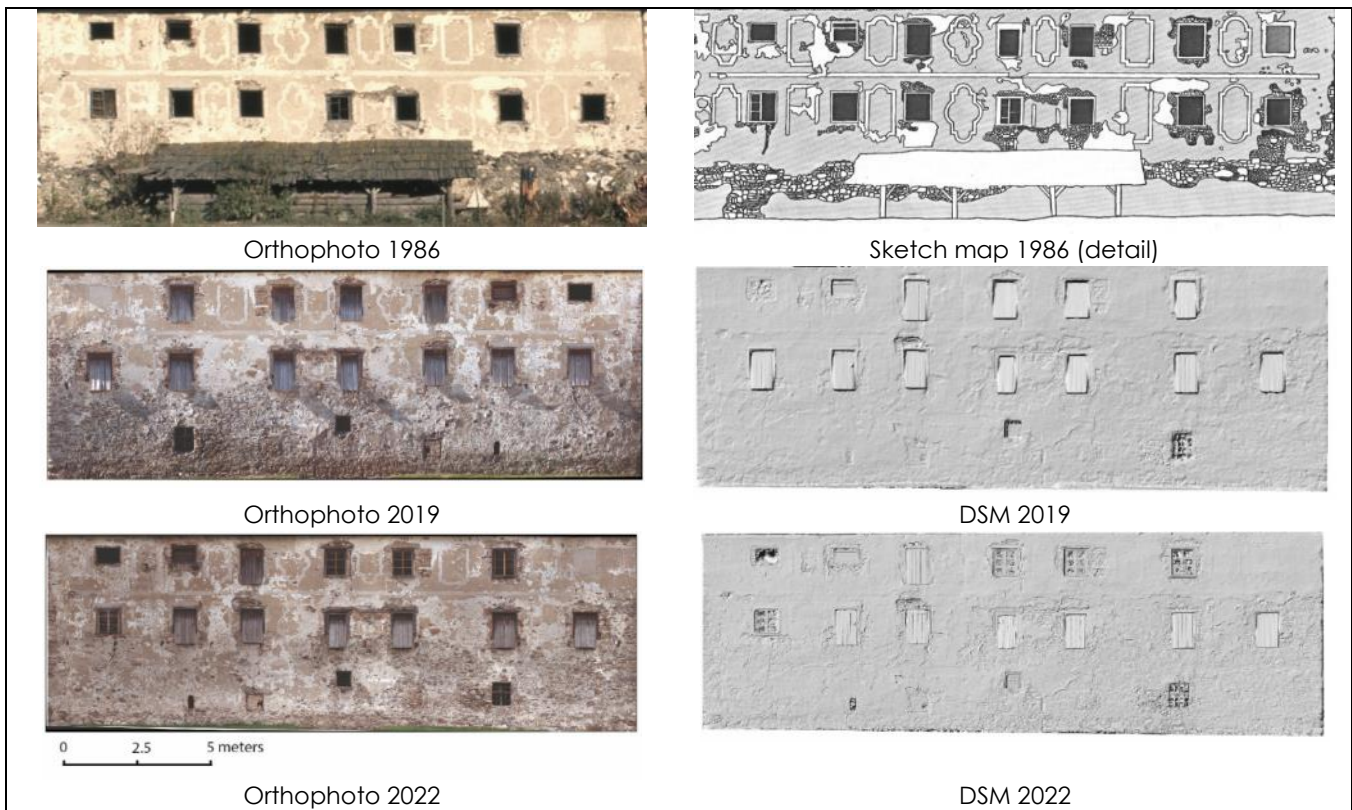 Orthophoto 1986
Sketch map 1986 (detail)
Orthophoto 2019
DSM 2019
0 2.5 5 meters
Orthophoto 2022
DSM 2022